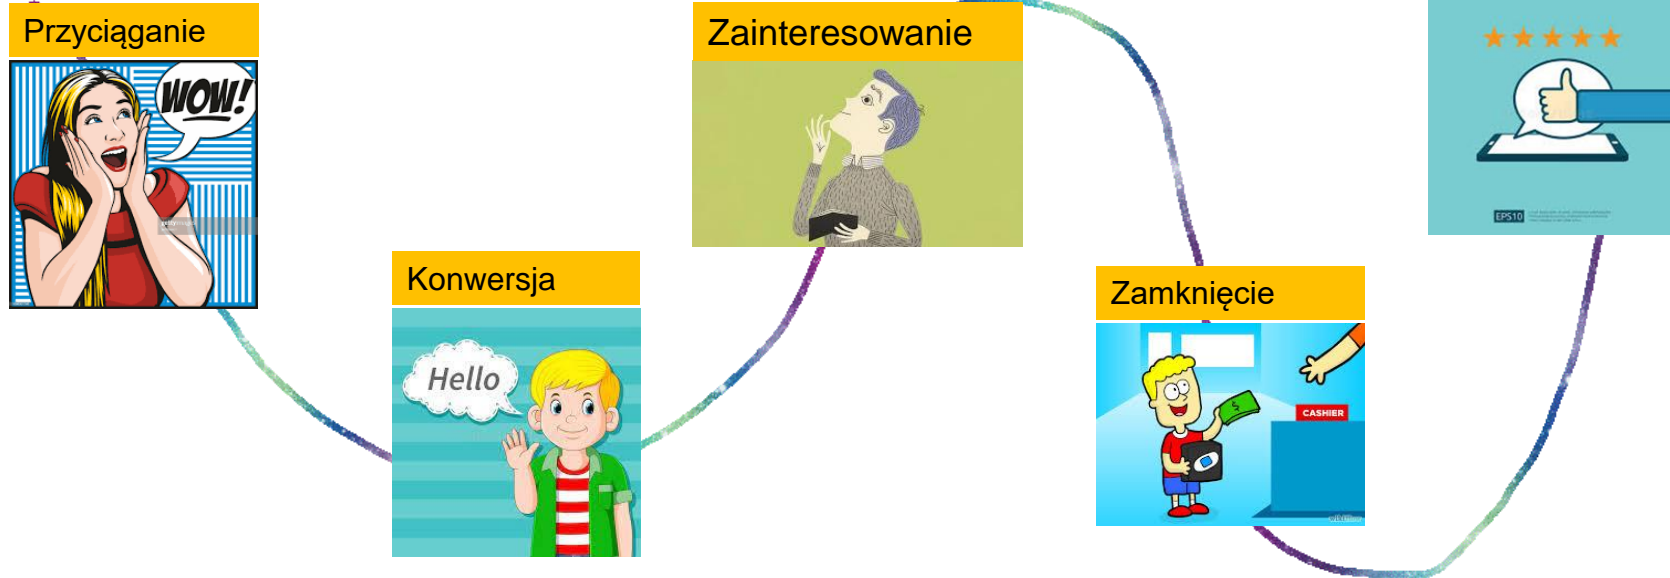 Przyciąganie
WOW!
Konwersja
Hello
Zainteresowanie
Zamknięcie
$
CASHIER
EPS10